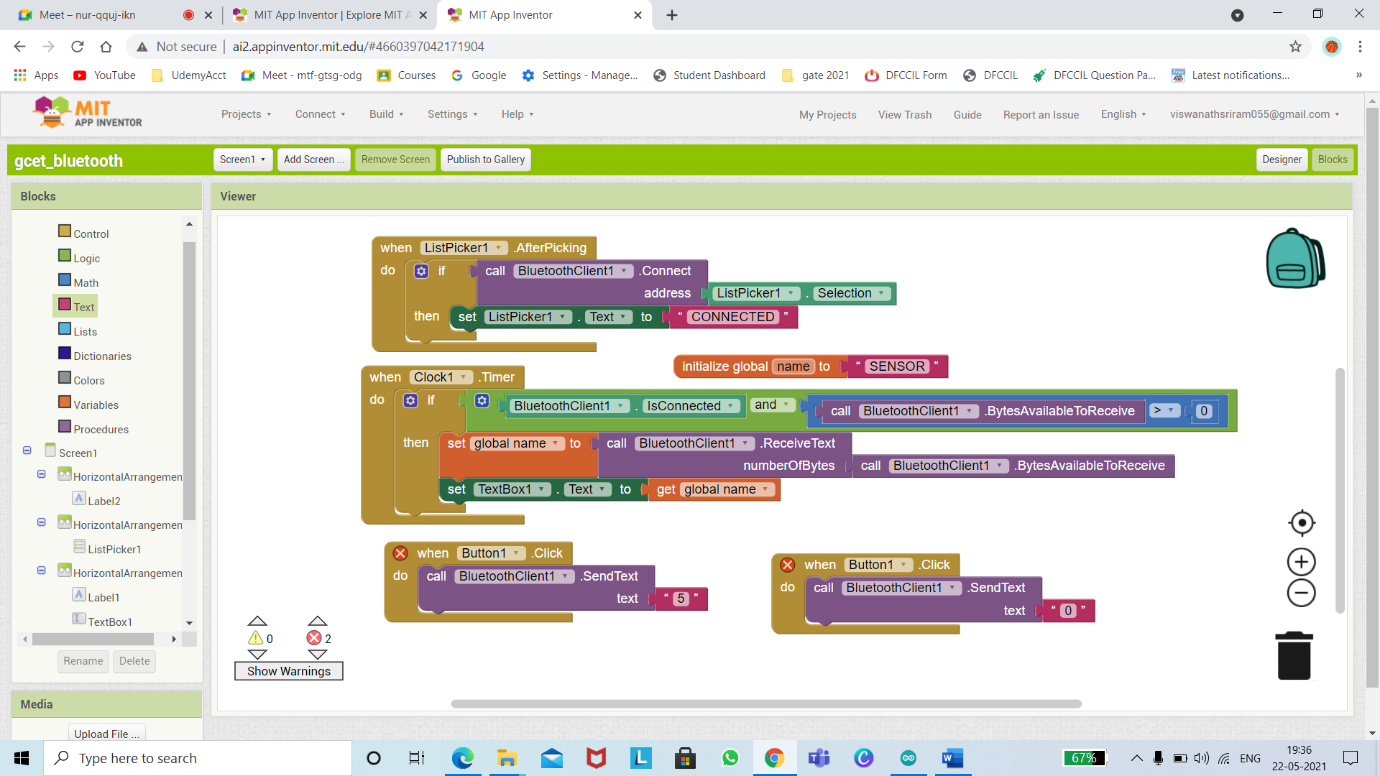 Meet – nur-qquj-ikn
MIT App Inventor | Explore MIT A
MIT App Inventor
Not secure | ai2.appinventor.mit.edu/#4660397042171904
Apps YouTube UdemyAcct Meet - mtf-gtsg-odg Courses Google Settings - Manage... Student Dashboard gate 2021 DFCCIL Form DFCCIL DFCCIL Question Pa... Latest notifications... »
MIT
APP INVENTOR
Projects Connect Build Settings Help My Projects View Trash Guide Report an Issue English viswanathsriram055@gmail.com
gcet_bluetooth Screen1 Add Screen ... Remove Screen Publish to Gallery Designer Blocks
Blocks
Viewer
Control
Logic
Math
Text
Lists
Dictionaries
Colors
Variables
Procedures
Screen1
HorizontalArrangemen
Label2
HorizontalArrangemen
ListPicker1
HorizontalArrangemen
Label1
TextBox1
Rename Delete
Media
Upload File ...
when ListPicker1 .AfterPicking
do if call BluetoothClient1 .Connect
address ListPicker1 . Selection
then set ListPicker1 . Text to " CONNECTED "
initialize global name to " SENSOR "
when Clock1 .Timer
do if BluetoothClient1 . IsConnected and call BluetoothClient1 .BytesAvailableToReceive > 0
then set global name to call BluetoothClient1 .ReceiveText
numberOfBytes call BluetoothClient1 .BytesAvailableToReceive
set TextBox1 . Text to get global name
when Button1 .Click
do call BluetoothClient1 .SendText
text " 5 "
when Button1 .Click
do call BluetoothClient1 .SendText
text " 0 "
0 2
Show Warnings
Type here to search
67%
ENG
19:36
22-05-2021